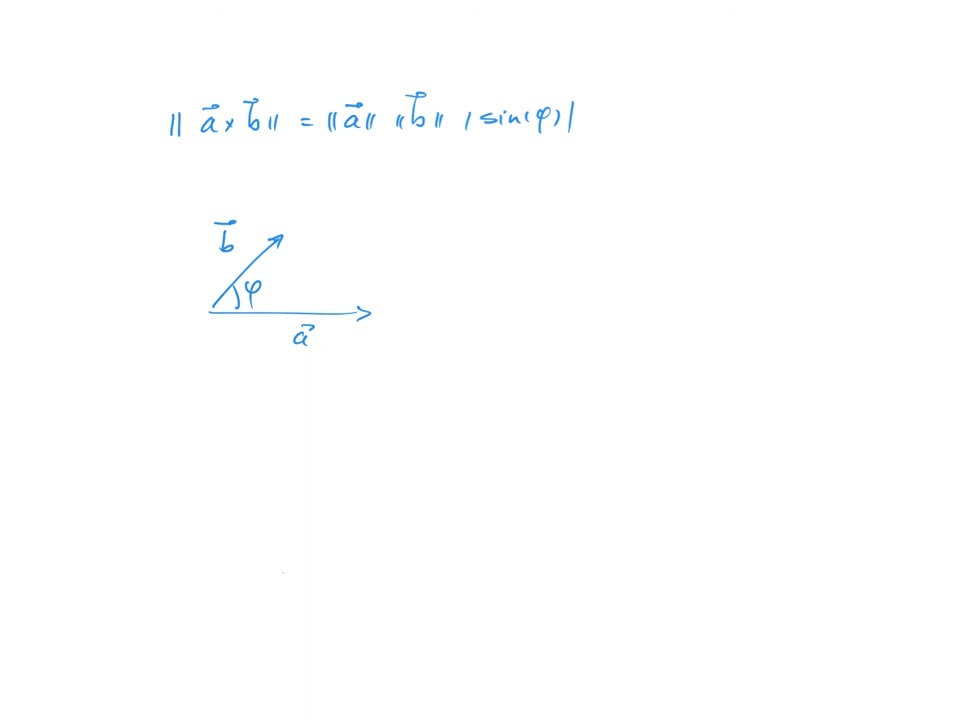 ‖ a⃗ × b⃗ ‖ = ‖ a⃗ ‖ ‖ b⃗ ‖ | sin(φ) |
b⃗
φ
a⃗